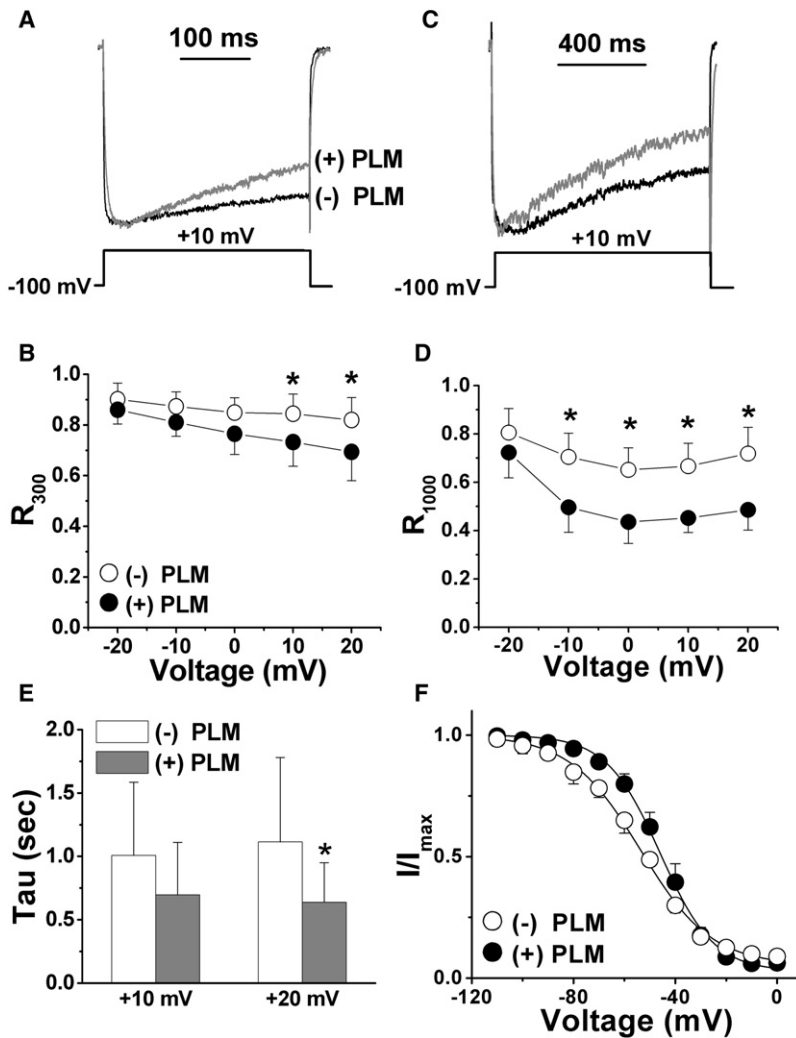 A
100 ms
(+) PLM
(-) PLM
+10 mV
-100 mV
C
400 ms
+10 mV
-100 mV
B
1.0
0.8
0.6
0.4
0.2
0.0
R300
* *
(-) PLM
(+) PLM
-20 -10 0 10 20
Voltage (mV)
D
1.0
0.8
0.6
0.4
0.2
0.0
R1000
* * * *
-20 -10 0 10 20
Voltage (mV)
E
2.0
1.5
1.0
0.5
0.0
Tau (sec)
(-) PLM
(+) PLM
*
+10 mV +20 mV
F
1.0
0.5
0.0
I/Imax
(-) PLM
(+) PLM
-120 -80 -40 0
Voltage (mV)